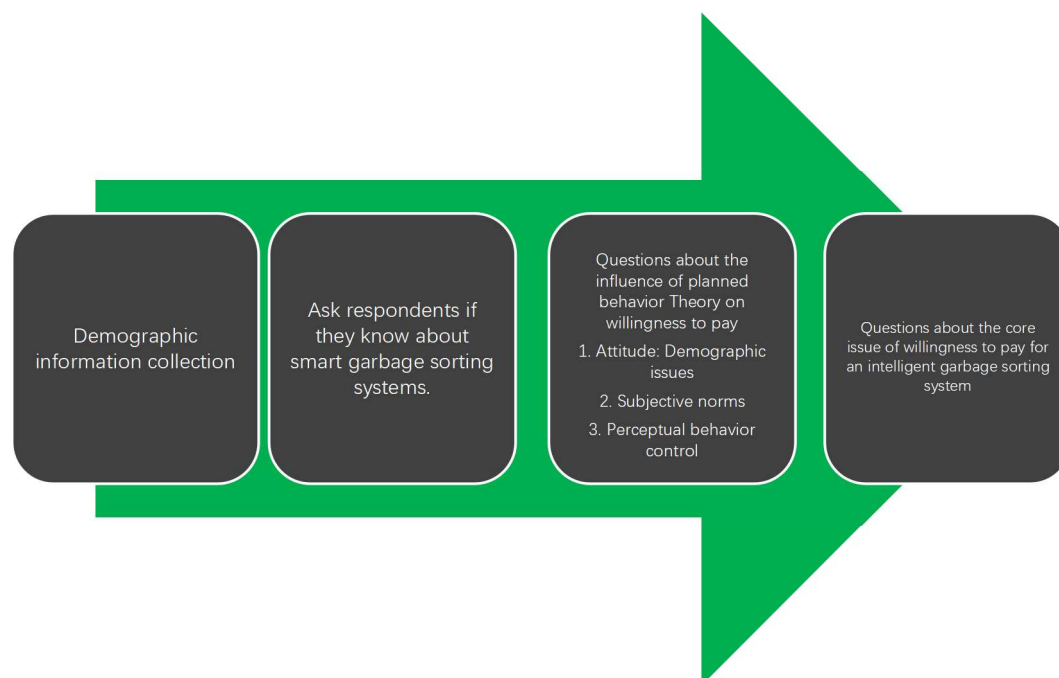 Demographic
information collection
Ask respondents if
they know about
smart garbage sorting
systems.
Questions about the
influence of planned
behavior Theory on
willingness to pay
1. Attitude: Demographic
issues
2. Subjective norms
3. Perceptual behavior
control
Questions about the core
issue of willingness to pay for
an intelligent garbage sorting
system